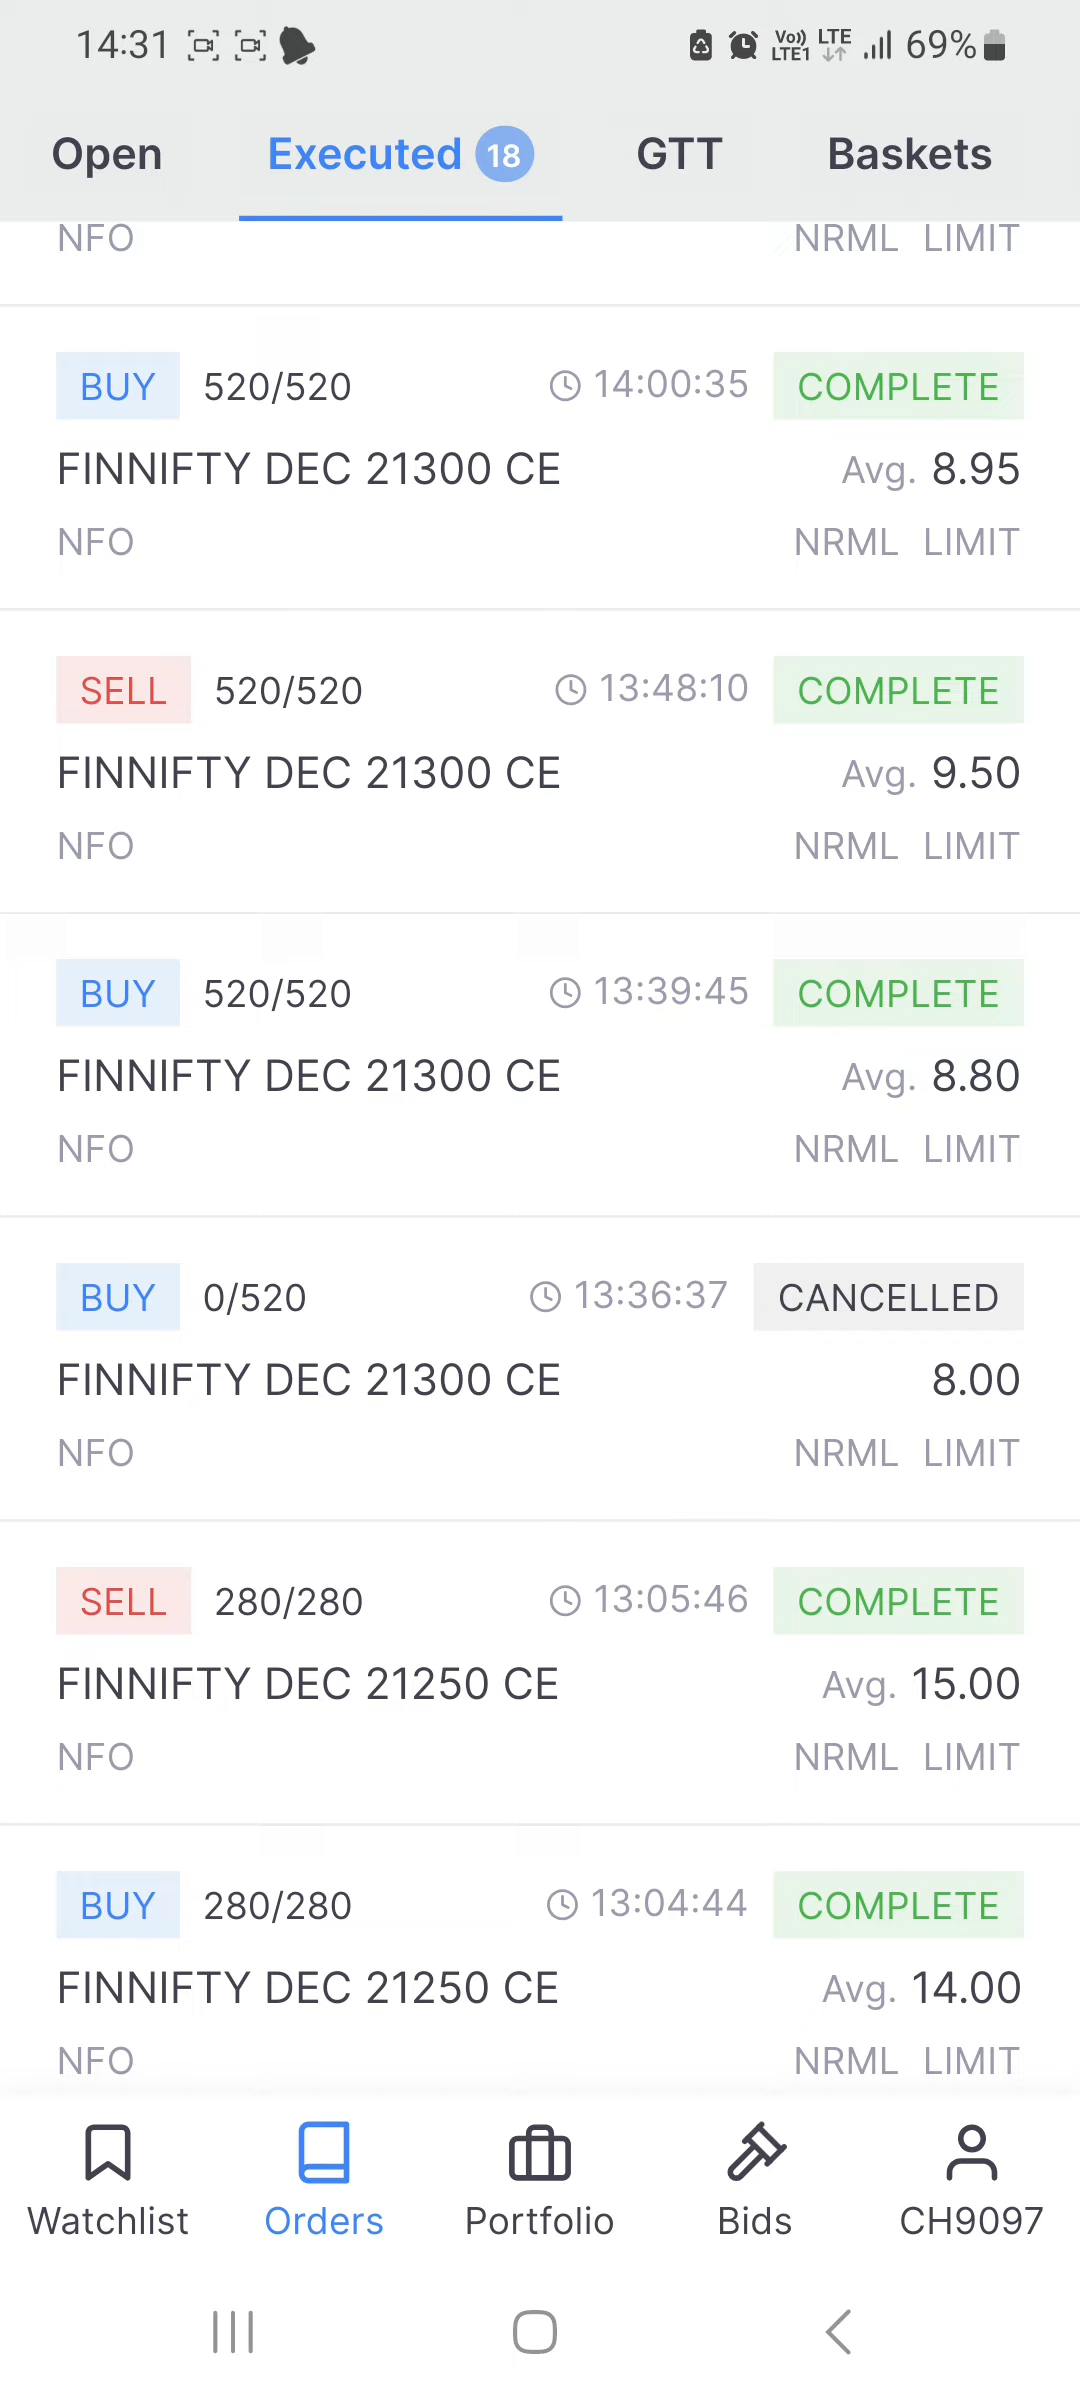 14:31 Vo)) LTE1 LTE 69%
Open Executed 18 GTT Baskets
NFO NRML LIMIT
BUY 520/520 14:00:35 COMPLETE
FINNIFTY DEC 21300 CE Avg. 8.95
NFO NRML LIMIT
SELL 520/520 13:48:10 COMPLETE
FINNIFTY DEC 21300 CE Avg. 9.50
NFO NRML LIMIT
BUY 520/520 13:39:45 COMPLETE
FINNIFTY DEC 21300 CE Avg. 8.80
NFO NRML LIMIT
BUY 0/520 13:36:37 CANCELLED
FINNIFTY DEC 21300 CE 8.00
NFO NRML LIMIT
SELL 280/280 13:05:46 COMPLETE
FINNIFTY DEC 21250 CE Avg. 15.00
NFO NRML LIMIT
BUY 280/280 13:04:44 COMPLETE
FINNIFTY DEC 21250 CE Avg. 14.00
NFO NRML LIMIT
Watchlist Orders Portfolio Bids CH9097